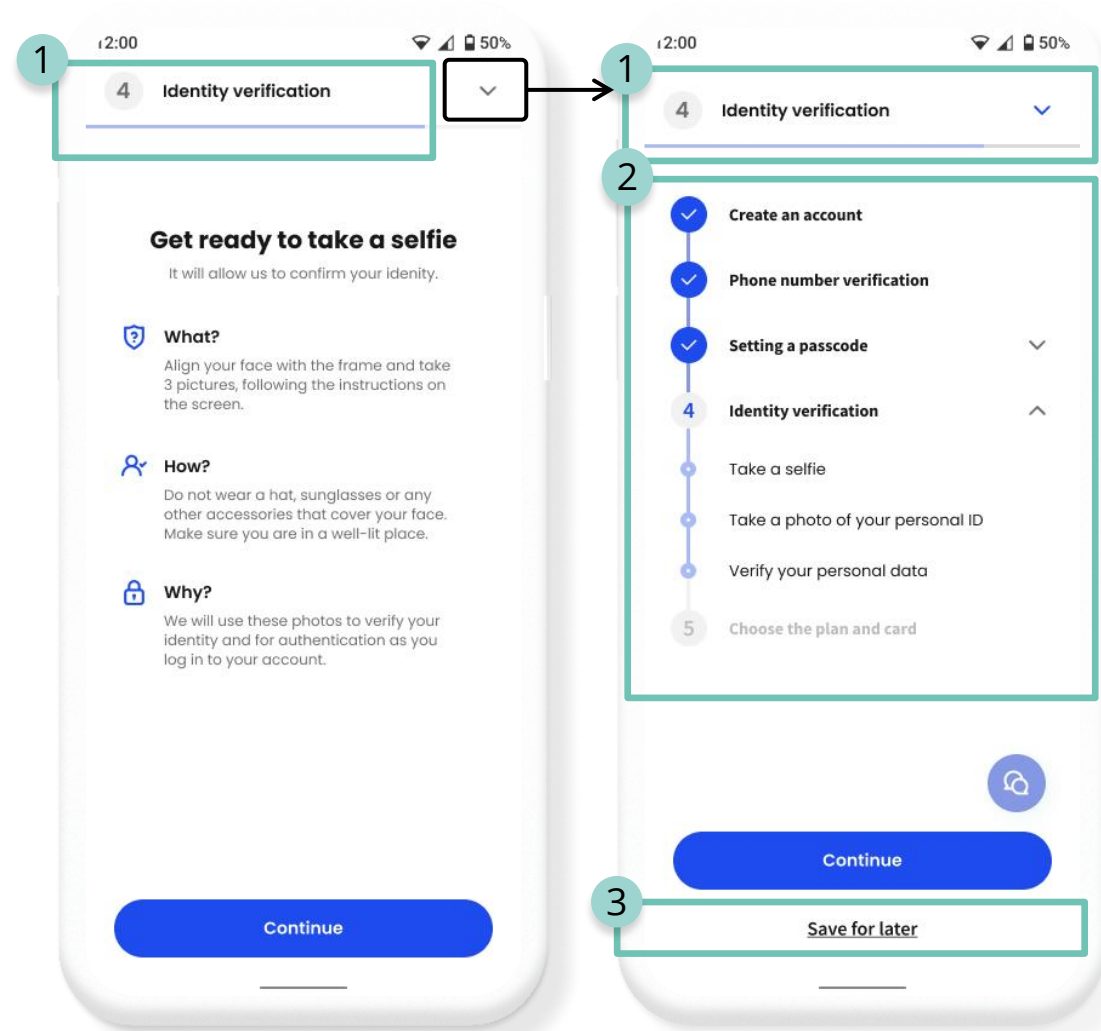 1
12:00
50%
4 Identity verification
Get ready to take a selfie
It will allow us to confirm your idenity.
What?
Align your face with the frame and take
3 pictures, following the instructions on
the screen.
How?
Do not wear a hat, sunglasses or any
other accessories that cover your face.
Make sure you are in a well-lit place.
Why?
We will use these photos to verify your
identity and for authentication as you
log in to your account.
Continue
12:00
50%
1
4 Identity verification
2
Create an account
Phone number verification
Setting a passcode
4 Identity verification
Take a selfie
Take a photo of your personal ID
Verify your personal data
5 Choose the plan and card
Continue
3
Save for later